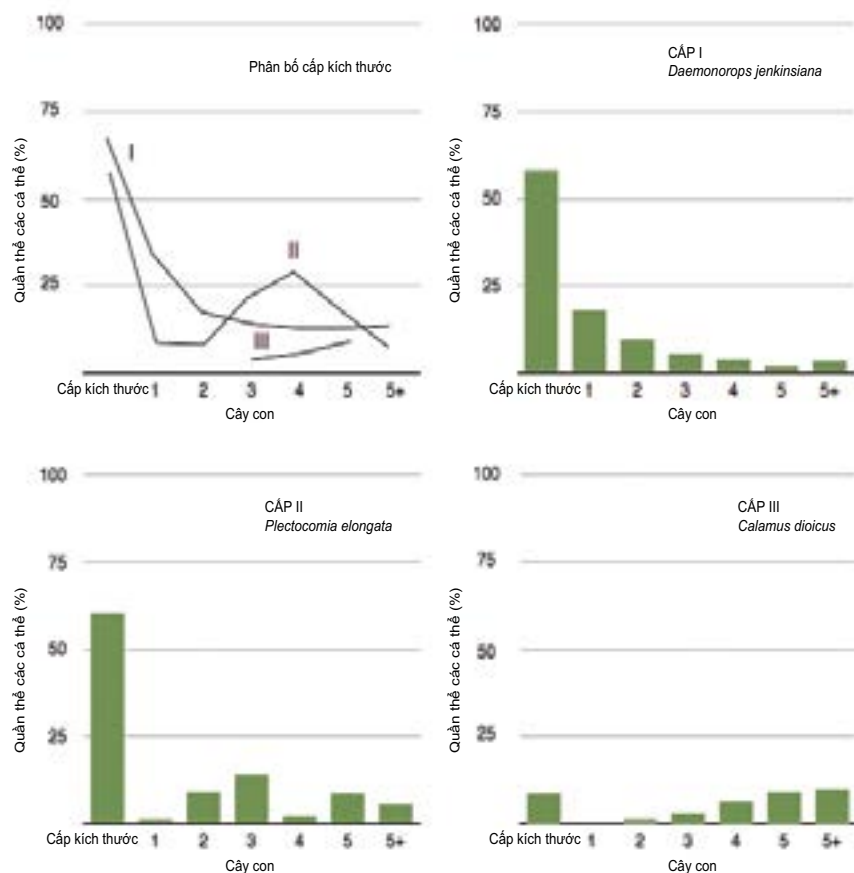 100
Phân bố cấp kích thước
75
50
25
Quần thể các cá thể (%)
I
II
III
Cấp kích thước 1 2 3 4 5 5+
Cây con
100
CẤP I
Daemonorops jenkinsiana
75
50
25
Quần thể các cá thể (%)
Cấp kích thước 1 2 3 4 5 5+
Cây con
100
CẤP II
Plectocomia elongata
75
50
25
Quần thể các cá thể (%)
Cấp kích thước 1 2 3 4 5 5+
Cây con
100
CẤP III
Calamus dioicus
75
50
25
Quần thể các cá thể (%)
Cấp kích thước 1 2 3 4 5 5+
Cây con